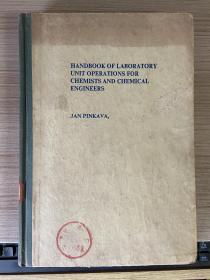 HANDBOOK OF LABORATORY
UNIT OPERATIONS FOR
CHEMISTS AND CHEMICAL
ENGINEERS
JAN PINKAVA,